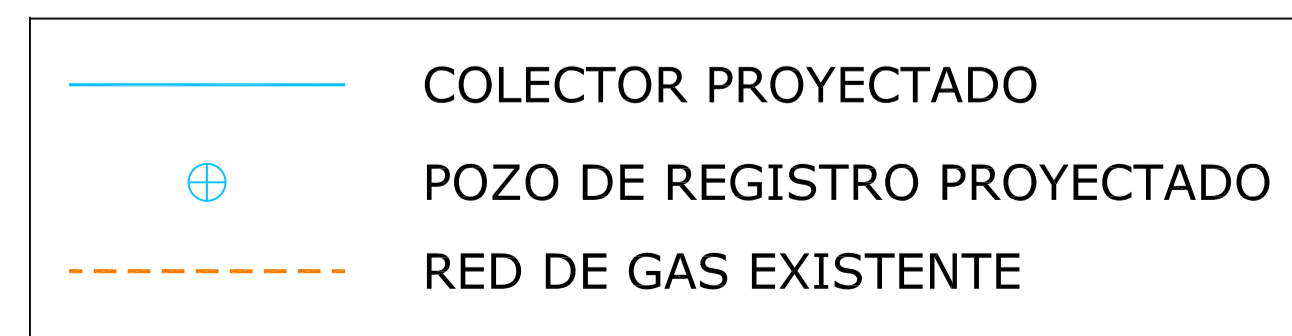 COLECTOR PROYECTADO
POZO DE REGISTRO PROYECTADO
RED DE GAS EXISTENTE